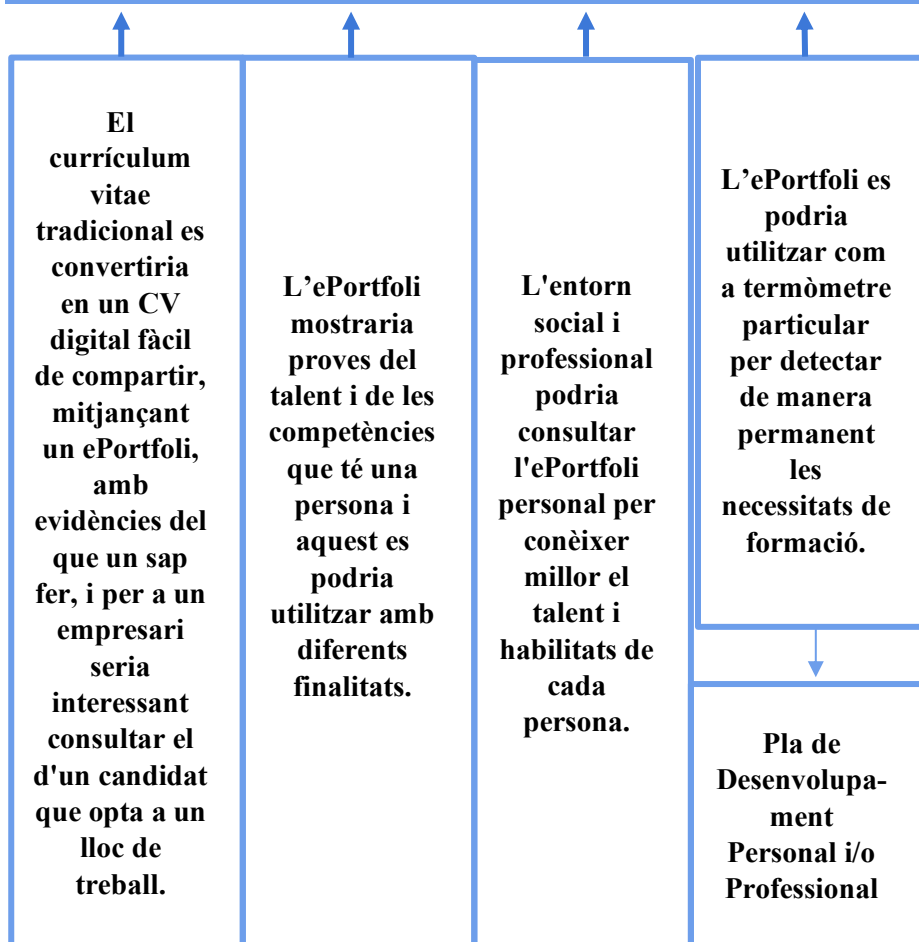 El
currículum
vitae
tradicional es
convertiria
en un CV
digital fàcil
de compartir,
mitjançant
un ePortfoli,
amb
evidències del
que un sap
fer, i per a un
empresari
seria
interessant
consultar el
d'un candidat
que opta a un
lloc de
treball.
L’ePortfoli
mostraria
proves del
talent i de les
competències
que té una
persona i
aquest es
podria
utilitzar amb
diferents
finalitats.
L'entorn
social i
professional
podria
consultar
l'ePortfoli
personal per
conèixer
millor el
talent i
habilitats de
cada
persona.
L’ePortfoli es
podria
utilitzar com
a termòmetre
particular
per detectar
de manera
permanent
les
necessitats de
formació.
Pla de
Desenvolupa-
ment
Personal i/o
Professional